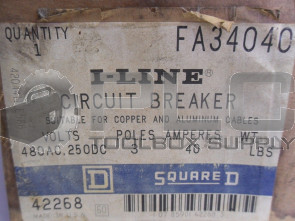 QUANTITY
1
FA34040
I-LINE®
CIRCUIT BREAKER
SUITABLE FOR COPPER AND ALUMINUM CABLES
VOLTS POLES AMPERES WT.
480AC, 250DC 3 40 LBS
TOOLBOX SUPPLY
D SQUARE D
42268